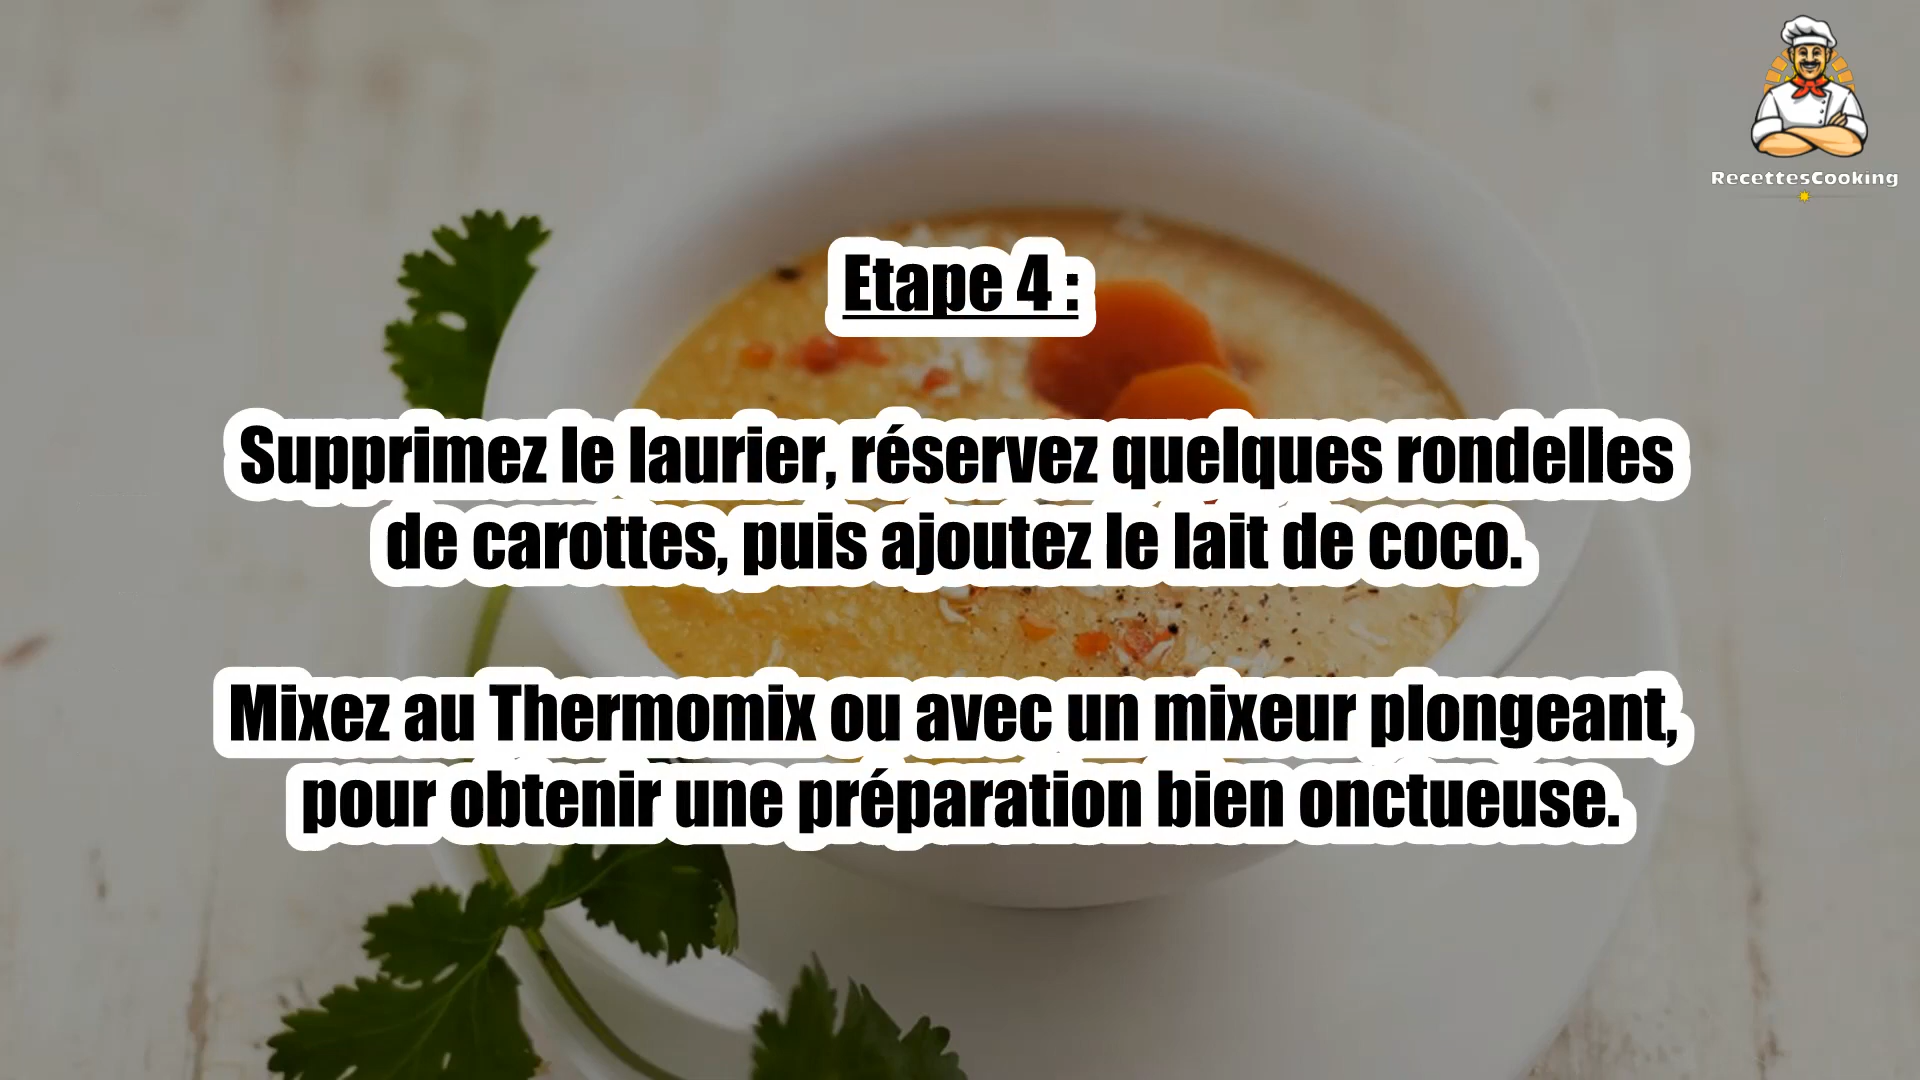 RecettesCooking
Etape 4 :
Supprimez le laurier, réservez quelques rondelles
de carottes, puis ajoutez le lait de coco.
Mixez au Thermomix ou avec un mixeur plongeant,
pour obtenir une préparation bien onctueuse.